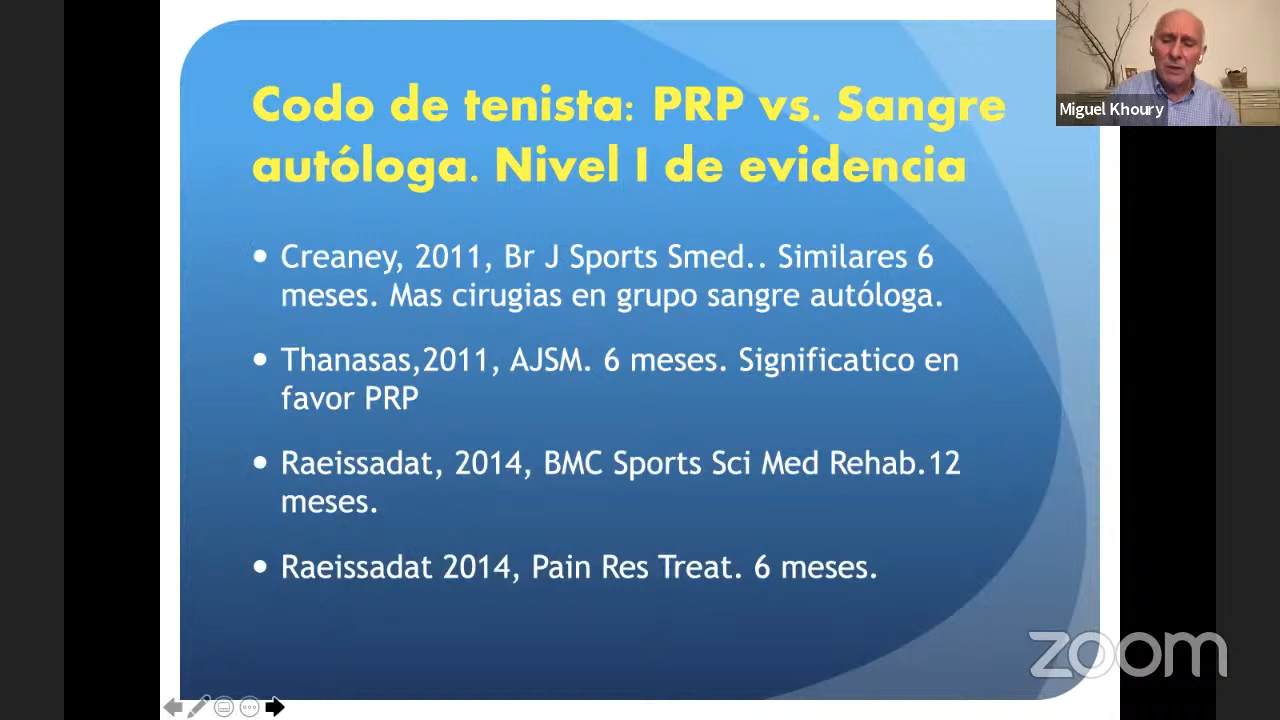 Codo de tenista: PRP vs. Sangre
autóloga. Nivel I de evidencia
• Creaney, 2011, Br J Sports Smed.. Similares 6
meses. Mas cirugias en grupo sangre autóloga.
• Thanasas,2011, AJSM. 6 meses. Significatico en
favor PRP
• Raeissadat, 2014, BMC Sports Sci Med Rehab.12
meses.
• Raeissadat 2014, Pain Res Treat. 6 meses.
Miguel Khoury
zoom